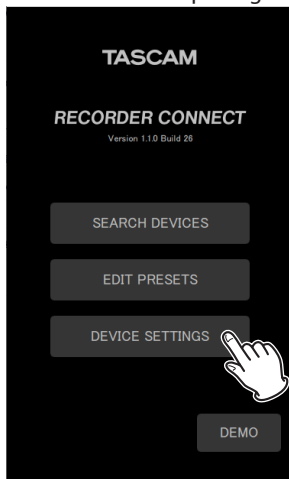 TASCAM
RECORDER CONNECT
Version 1.1.0 Build 26
SEARCH DEVICES
EDIT PRESETS
DEVICE SETTINGS
DEMO